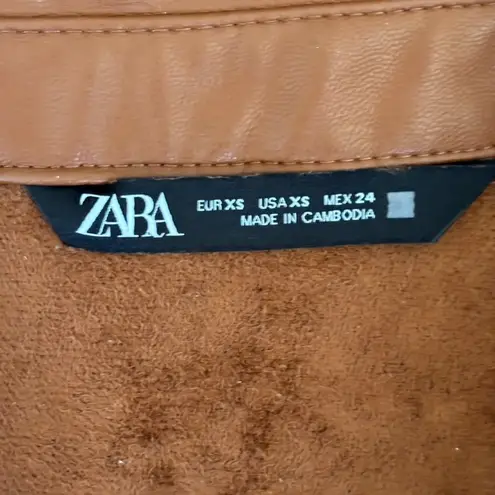 ZARA
EUR XS USA XS MEX 24
MADE IN CAMBODIA